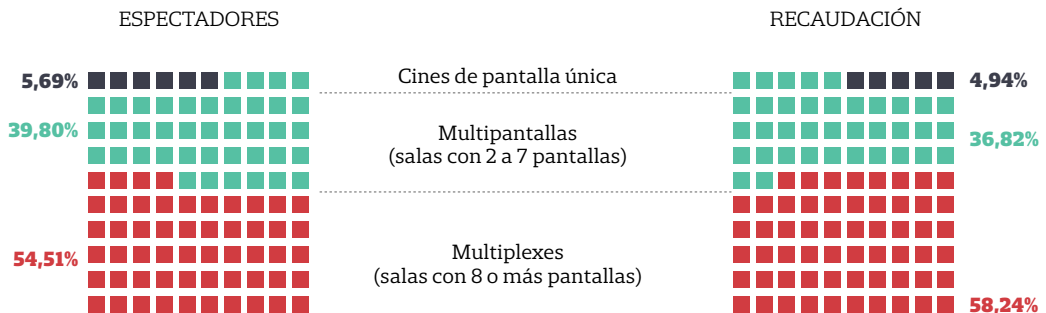 ESPECTADORES
RECAUDACIÓN
5,69%
Cines de pantalla única
4,94%
39,80%
Multipantallas
(salas con 2 a 7 pantallas)
36,82%
54,51%
Multiplexes
(salas con 8 o más pantallas)
58,24%